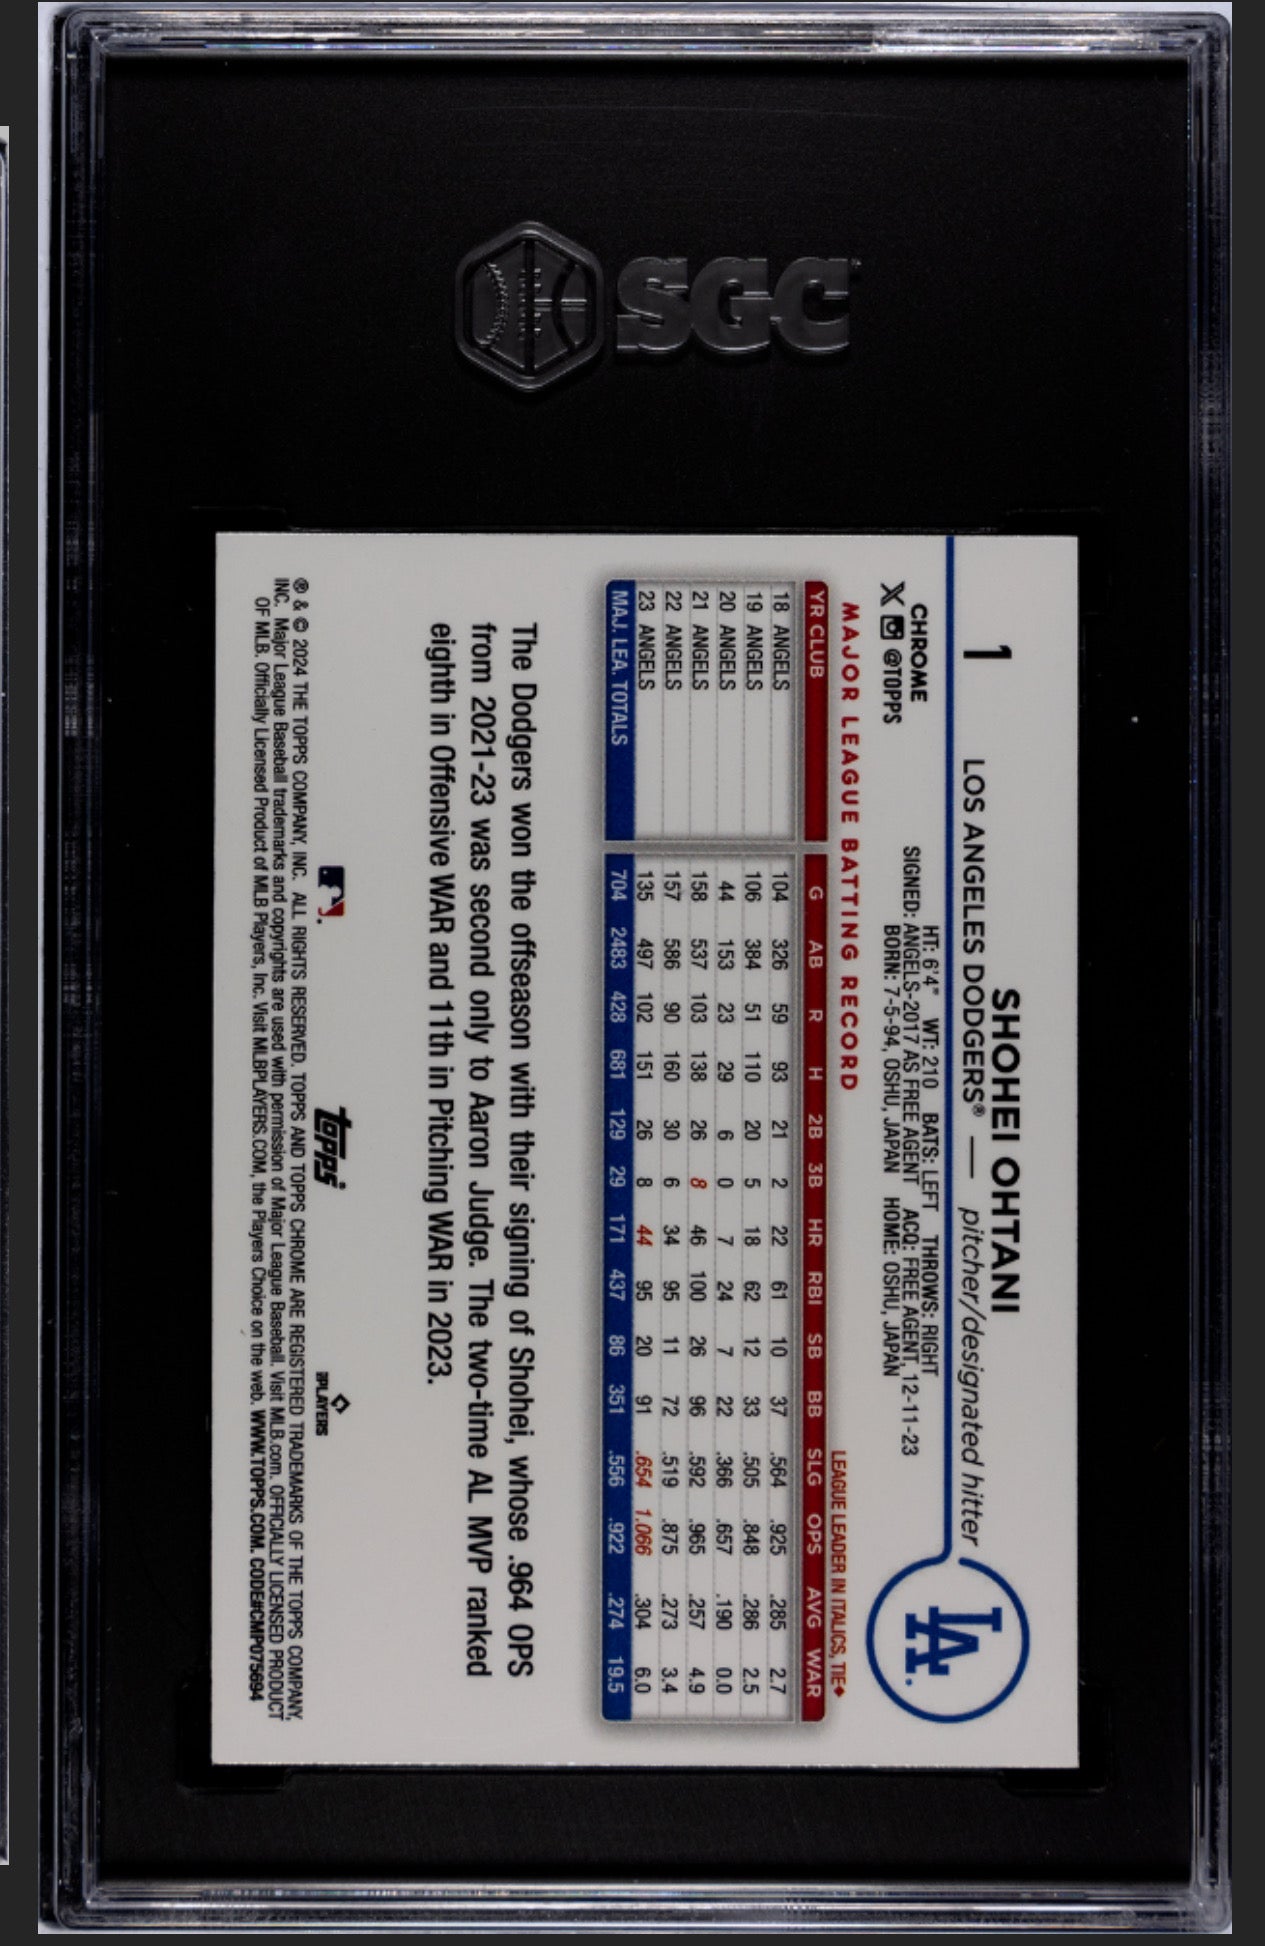 SGC
1
SHOHEI OHTANI
LOS ANGELES DODGERS® — pitcher/designated hitter
LA
CHROME
@TOPPS
HT: 6'4" WT: 210 BATS: LEFT THROWS: RIGHT
SIGNED: ANGELS-2017 AS FREE AGENT ACQ: FREE AGENT, 12-11-23
BORN: 7-5-94, OSHU, JAPAN HOME: OSHU, JAPAN
MAJOR LEAGUE BATTING RECORD
LEAGUE LEADER IN ITALICS, TIE♦
YR CLUB G AB R H 2B 3B HR RBI SB BB SLG OPS AVG WAR
18 ANGELS 104 326 59 93 21 2 22 61 10 37 .564 .925 .285 2.7
19 ANGELS 106 384 51 110 20 5 18 62 12 33 .505 .848 .286 2.5
20 ANGELS 44 153 23 29 6 0 7 24 7 22 .366 .657 .190 0.0
21 ANGELS 158 537 103 138 26 8 46 100 26 96 .592 .965 .257 4.9
22 ANGELS 157 586 90 160 30 6 34 95 11 72 .519 .875 .273 3.4
23 ANGELS 135 497 102 151 26 8 44 95 20 91 .654 1.066 .304 6.0
MAJ. LEA. TOTALS 704 2483 428 681 129 29 171 437 86 351 .556 .922 .274 19.5
The Dodgers won the offseason with their signing of Shohei, whose .964 OPS
from 2021-23 was second only to Aaron Judge. The two-time AL MVP ranked
eighth in Offensive WAR and 11th in Pitching WAR in 2023.
topps®
PLAYERS
® & © 2024 THE TOPPS COMPANY, INC. ALL RIGHTS RESERVED. TOPPS AND TOPPS CHROME ARE REGISTERED TRADEMARKS OF THE TOPPS COMPANY,
INC. Major League Baseball trademarks and copyrights are used with permission of Major League Baseball. Visit MLB.com. OFFICIALLY LICENSED PRODUCT
OF MLB. Officially Licensed Product of MLB Players, Inc. Visit MLBPLAYERS.COM, the Players Choice on the web. WWW.TOPPS.COM. CODE#CMP075694